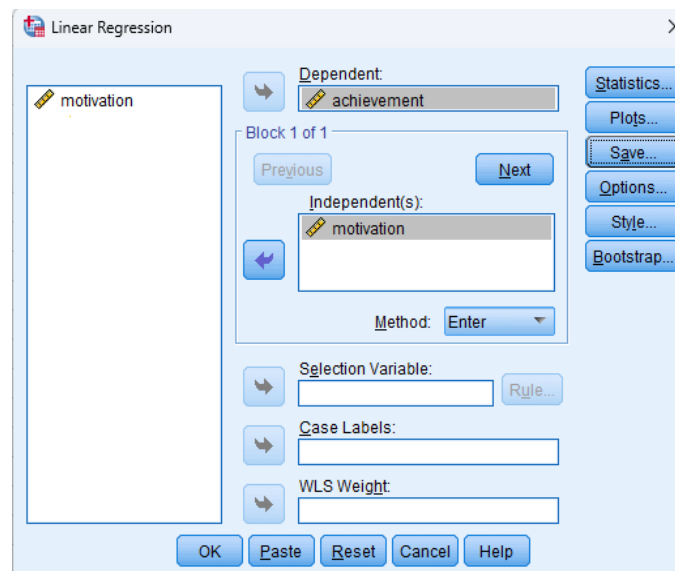 Linear Regression
motivation
Dependent:
achievement
Block 1 of 1
Previous
Next
Independent(s):
motivation
Method: Enter
Selection Variable:
Rule...
Case Labels:
WLS Weight:
Statistics...
Plots...
Save...
Options...
Style...
Bootstrap...
OK Paste Reset Cancel Help